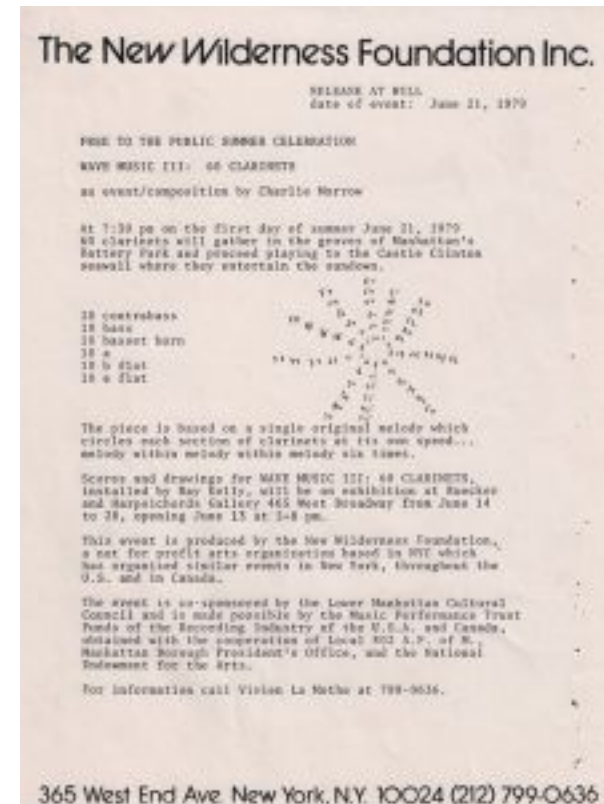 The New Wilderness Foundation Inc.
RELEASE AT WILL
date of event: June 21, 1979
FREE TO THE PUBLIC SUMMER CELEBRATION
WAVE MUSIC III: 60 CLARINETS
an event/composition by Charlie Morrow
At 7:30 pm on the first day of summer June 21, 1979
60 clarinets will gather in the groves of Manhattan's
Battery Park and proceed playing to the Castle Clinton
seawall where they entertain the sundown.
10 contrabass
10 bass
10 basset horn
10 a
10 b flat
10 e flat
The piece is based on a single original melody which
circles each section of clarinets at its own speed...
melody within melody within melody six times.
Scores and drawings for WAVE MUSIC III: 60 CLARINETS,
installed by Ray Kelly, will be on exhibition at
and Harpsichords Gallery 465 West Broadway from June 14
to 28, opening June 13 at pm.
This event is produced by the New Wilderness Foundation,
a not for profit arts organization based in NYC which
has organized similar events in New York, throughout the
U.S. and in Canada.
The event is co-sponsored by the Lower Manhattan Cultural
Council and is made possible by the Music Performance Trust
Funds of the Recording Industry of the U.S.A. and Canada,
obtained with the cooperation of Local 802 A.F. of M.,
Manhattan Borough President's Office, and the National
Endowment for the Arts.
For information call Vivien La Mothe at 799-0636.
365 West End Ave. New York, N.Y. 10024 (212) 799-0636